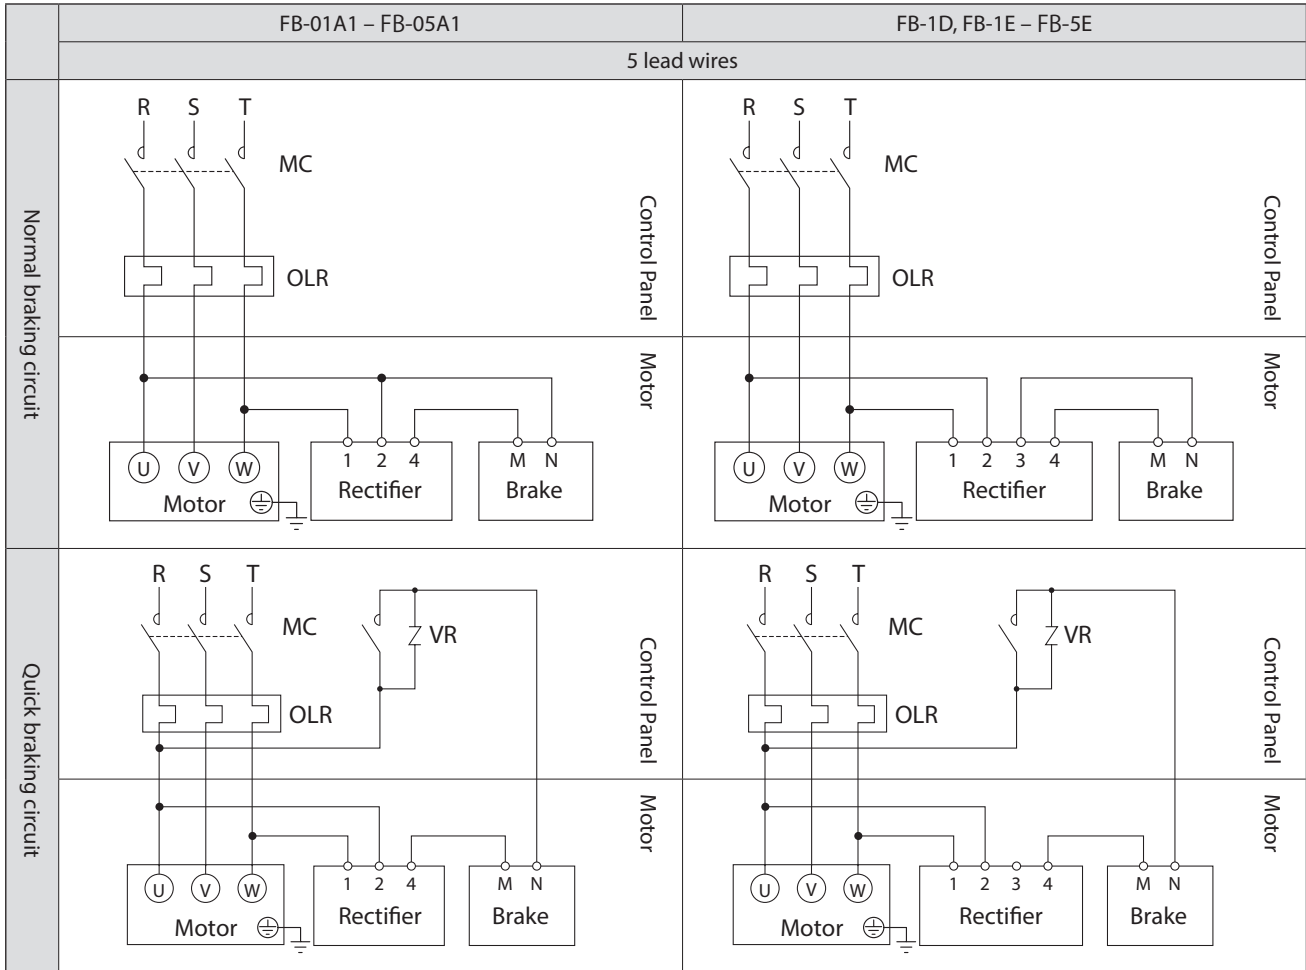 FB-01A1 – FB-05A1
FB-1D, FB-1E – FB-5E
5 lead wires
Normal braking circuit
R S T
MC
OLR
Control Panel
Motor
U V W
Motor
1 2 4
Rectifier
M N
Brake
R S T
MC
OLR
Control Panel
Motor
U V W
Motor
1 2 3 4
Rectifier
M N
Brake
Quick braking circuit
R S T
MC
VR
OLR
Control Panel
Motor
U V W
Motor
1 2 4
Rectifier
M N
Brake
R S T
MC
VR
OLR
Control Panel
Motor
U V W
Motor
1 2 3 4
Rectifier
M N
Brake